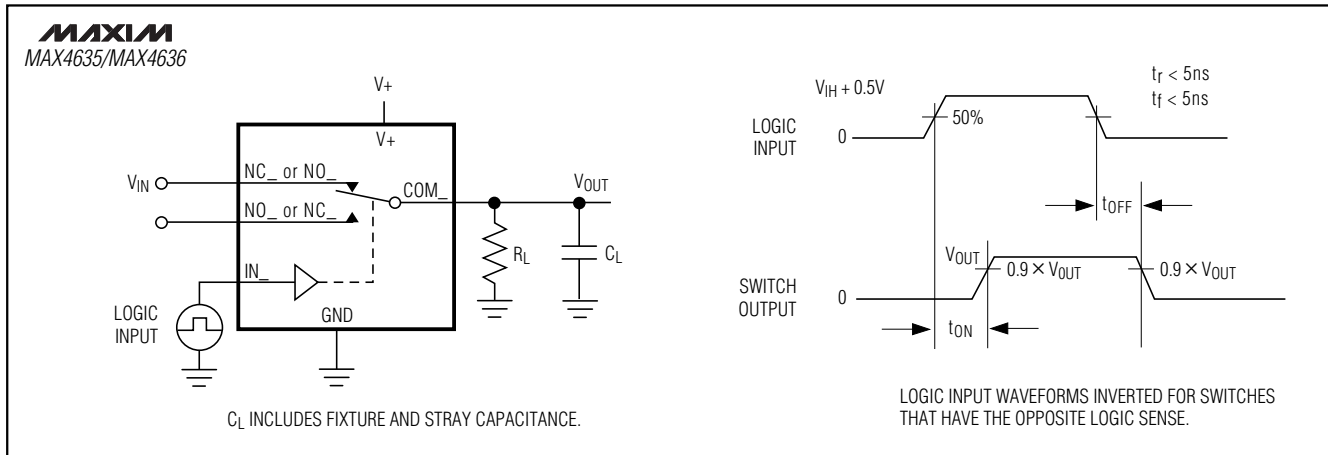 MAXIM
MAX4635/MAX4636
V+
V+
NC_ or NO_
VIN
COM_
VOUT
NO_ or NC_
RL
CL
IN_
LOGIC
INPUT
GND
CL INCLUDES FIXTURE AND STRAY CAPACITANCE.
VIH + 0.5V
tr < 5ns
tf < 5ns
LOGIC
INPUT
0
50%
tOFF
VOUT
0.9 × VOUT
0.9 × VOUT
SWITCH
OUTPUT
0
tON
LOGIC INPUT WAVEFORMS INVERTED FOR SWITCHES
THAT HAVE THE OPPOSITE LOGIC SENSE.